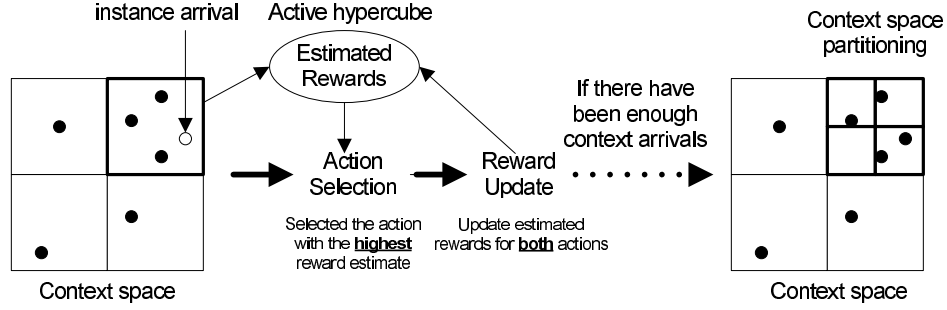 instance arrival
Active hypercube
Estimated
Rewards
Action
Selection
Selected the action
with the highest
reward estimate
Reward
Update
Update estimated
rewards for both actions
If there have
been enough
context arrivals
Context space
partitioning
Context space
Context space